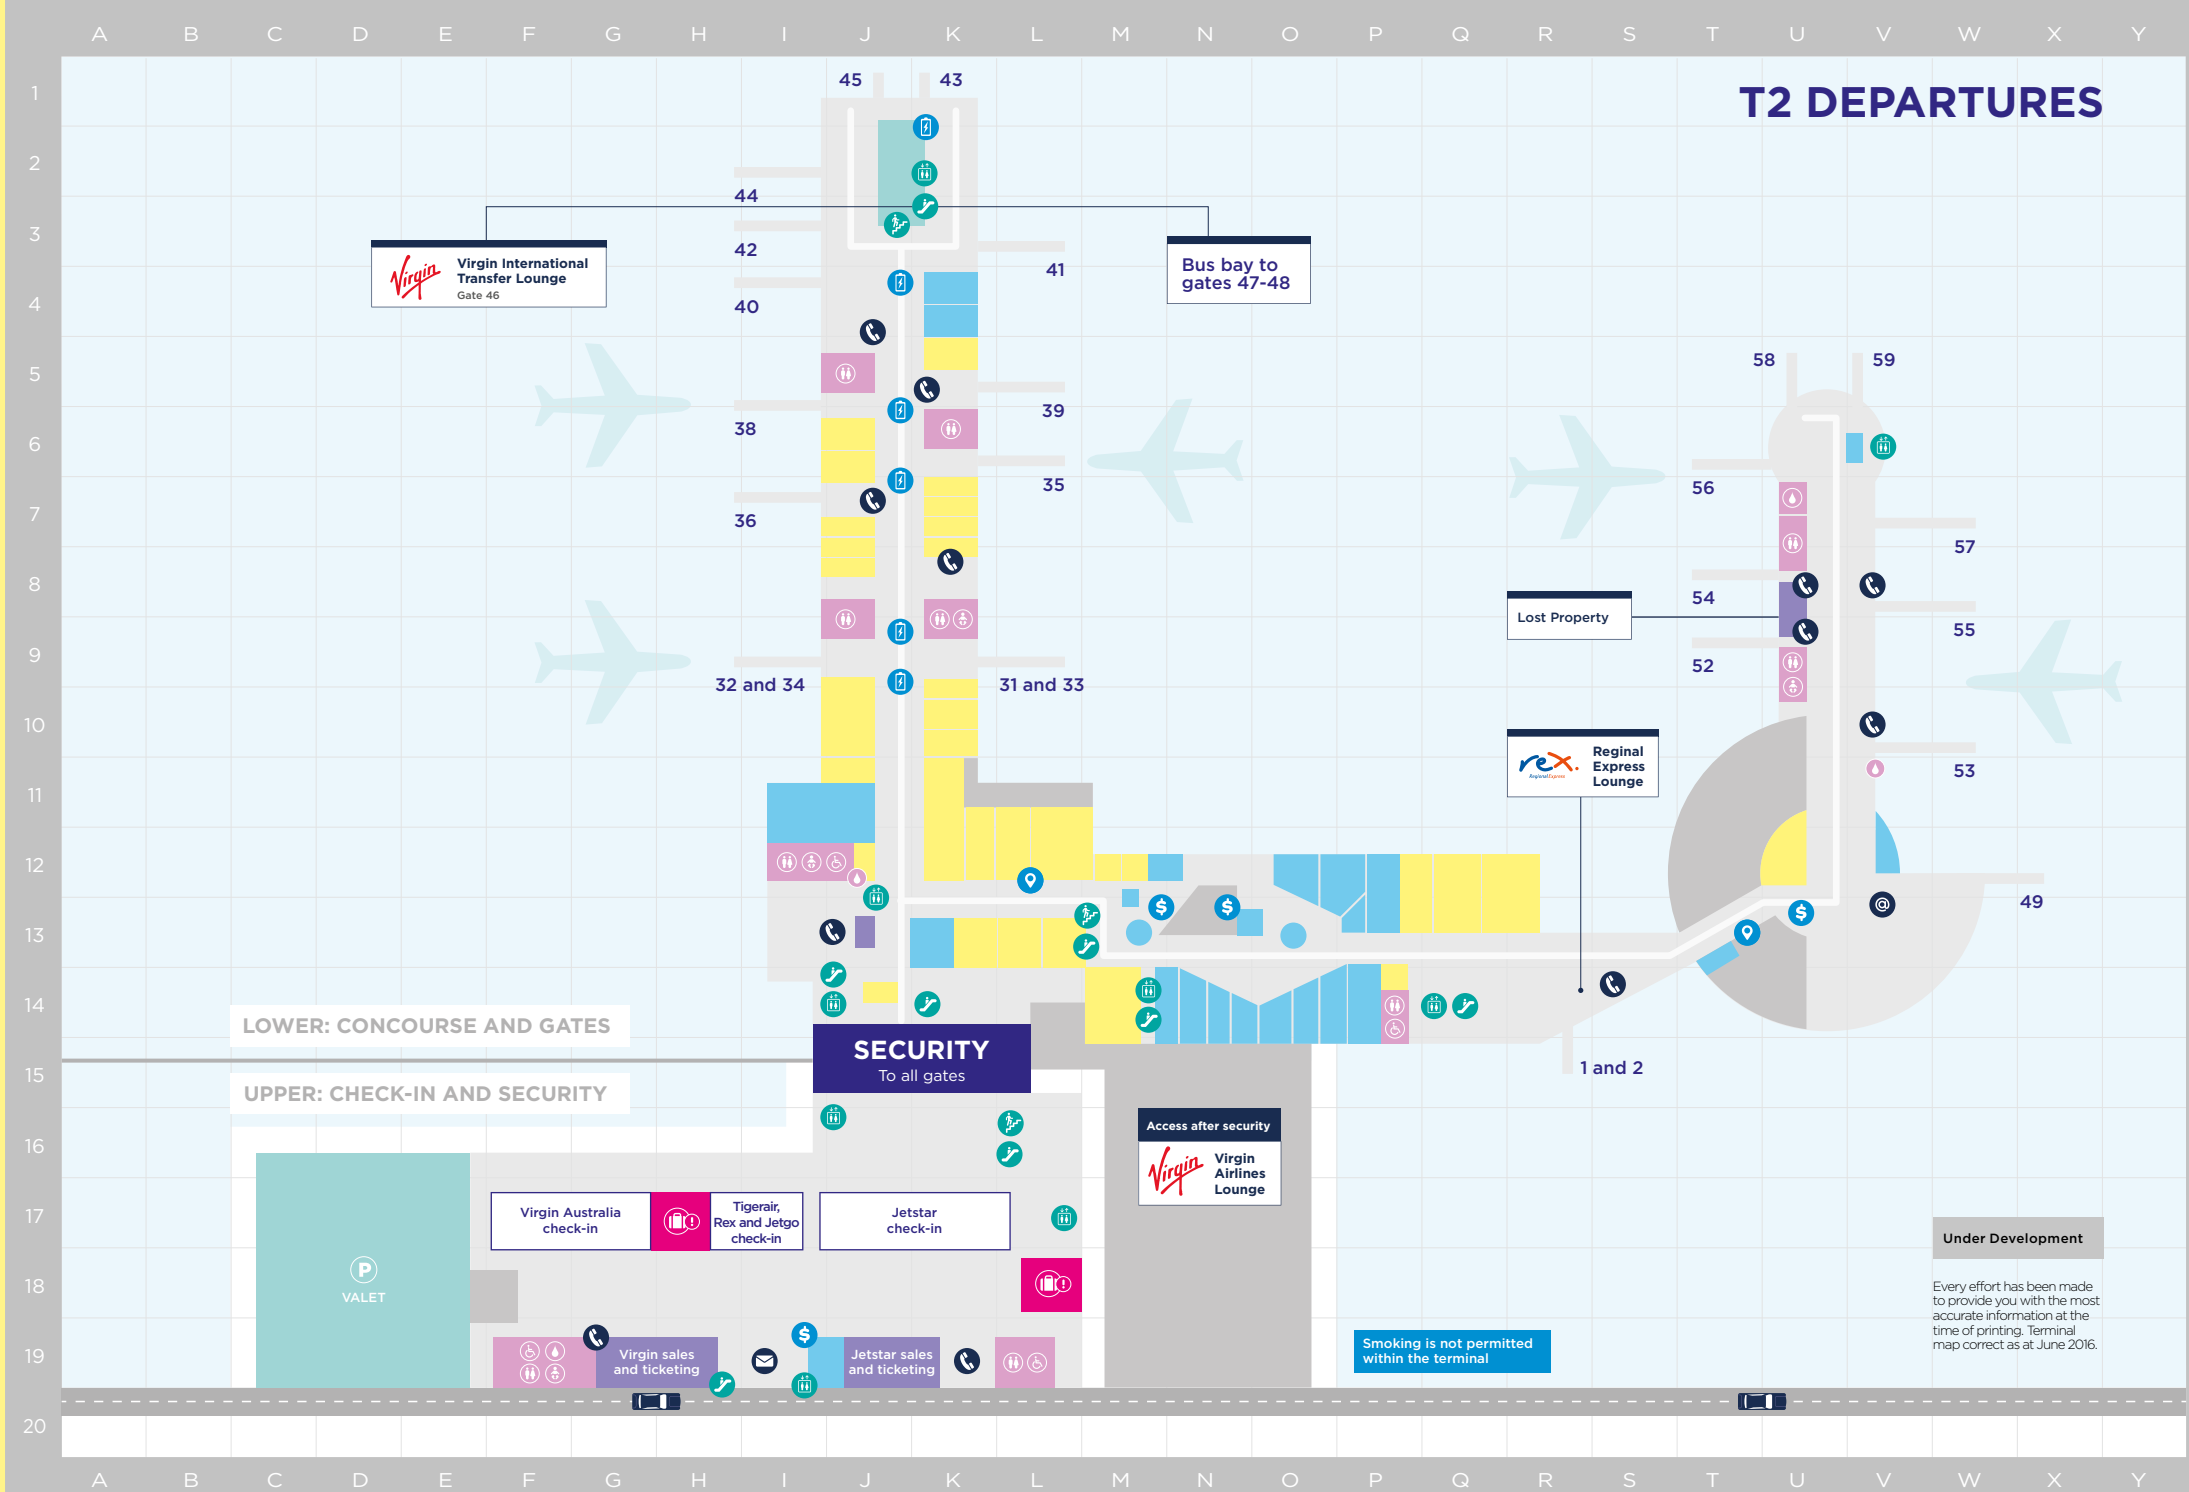 A B C D E F G H I J K L M N O P Q R S T U V W X Y
T2 DEPARTURES
1
2
3
4
5
6
7
8
9
10
11
12
13
14
15
16
17
18
19
20
45
43
44
42
41
40
Virgin
Virgin International
Transfer Lounge
Gate 46
Bus bay to
gates 47-48
58
59
39
38
35
36
56
57
54
55
Lost Property
52
32 and 34
31 and 33
rex.
Regional Express
Reginal
Express
Lounge
53
49
@
$
$
$
LOWER: CONCOURSE AND GATES
SECURITY
To all gates
1 and 2
UPPER: CHECK-IN AND SECURITY
Access after security
Virgin
Virgin
Airlines
Lounge
Virgin Australia
check-in
!
Tigerair,
Rex and Jetgo
check-in
Jetstar
check-in
!
P
VALET
Under Development
Every effort has been made
to provide you with the most
accurate information at the
time of printing. Terminal
map correct as at June 2016.
$
Virgin sales
and ticketing
Jetstar sales
and ticketing
Smoking is not permitted
within the terminal
A B C D E F G H I J K L M N O P Q R S T U V W X Y